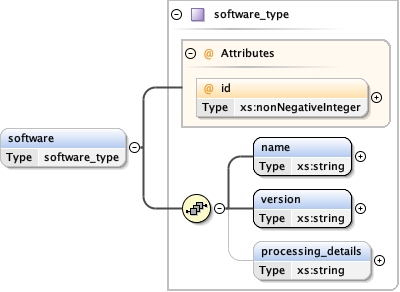 software_type
@ Attributes
@ id
Type xs:nonNegativeInteger
software
Type software_type
name
Type xs:string
version
Type xs:string
processing_details
Type xs:string